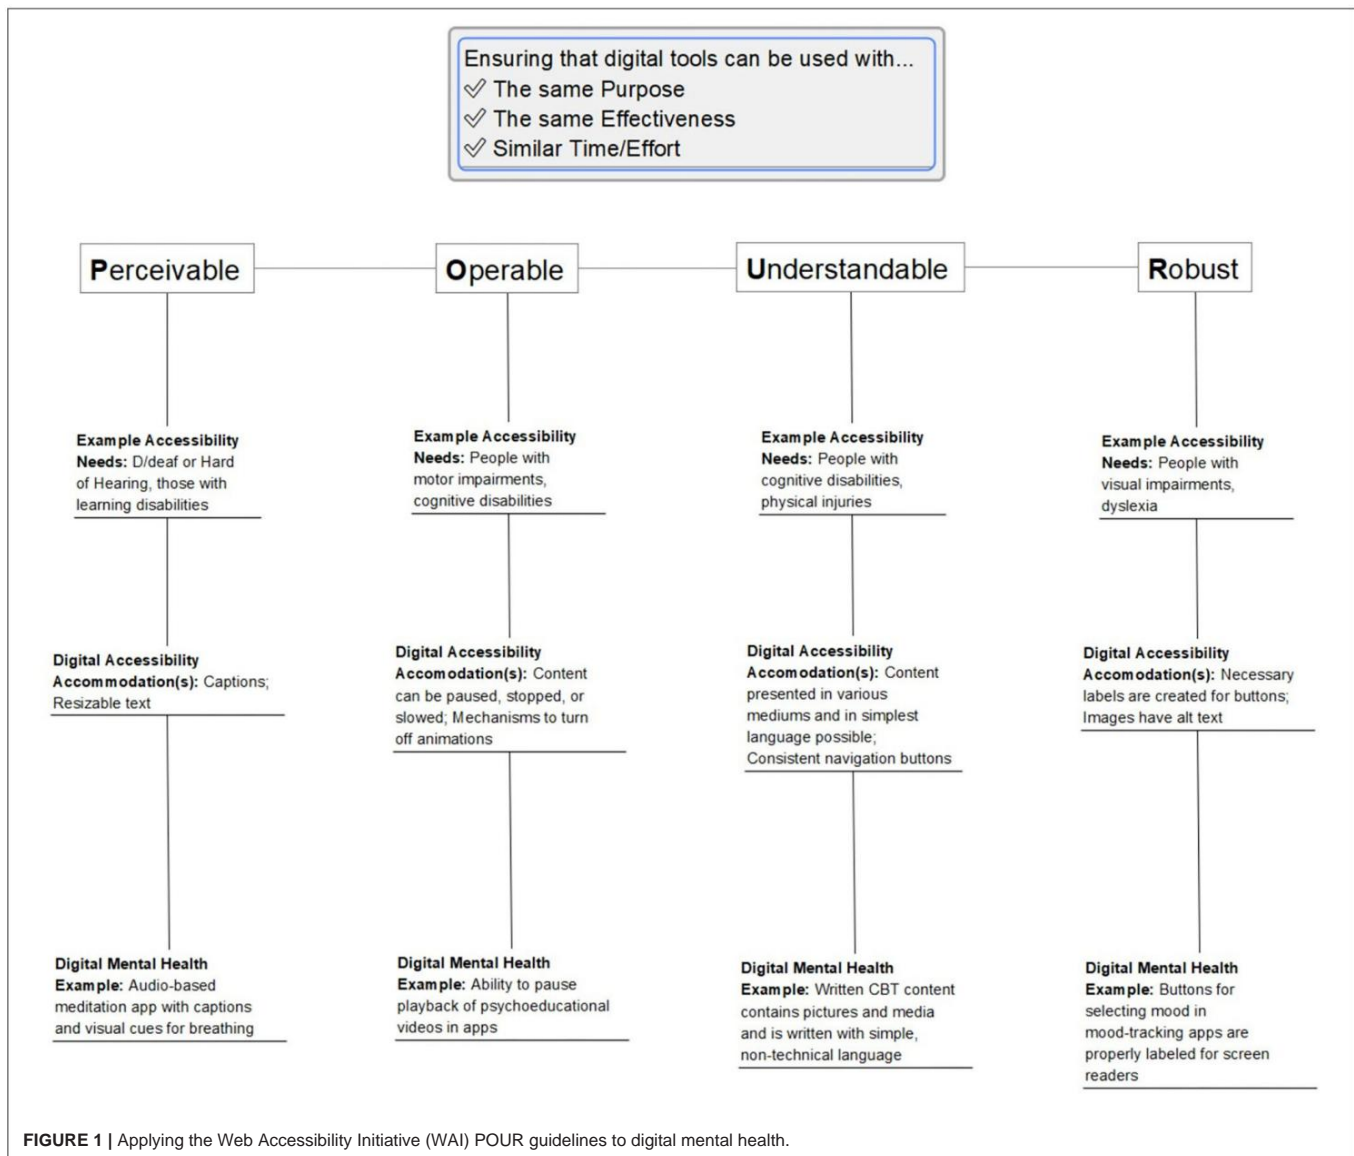 Ensuring that digital tools can be used with...
✓ The same Purpose
✓ The same Effectiveness
✓ Similar Time/Effort
Perceivable
Operable
Understandable
Robust
Example Accessibility
Needs: D/deaf or Hard
of Hearing, those with
learning disabilities
Example Accessibility
Needs: People with
motor impairments,
cognitive disabilities
Example Accessibility
Needs: People with
cognitive disabilities,
physical injuries
Example Accessibility
Needs: People with
visual impairments,
dyslexia
Digital Accessibility
Accommodation(s): Captions;
Resizable text
Digital Accessibility
Accomodation(s): Content
can be paused, stopped, or
slowed; Mechanisms to turn
off animations
Digital Accessibility
Accomodation(s): Content
presented in various
mediums and in simplest
language possible;
Consistent navigation buttons
Digital Accessibility
Accomodation(s): Necessary
labels are created for buttons;
Images have alt text
Digital Mental Health
Example: Audio-based
meditation app with captions
and visual cues for breathing
Digital Mental Health
Example: Ability to pause
playback of psychoeducational
videos in apps
Digital Mental Health
Example: Written CBT content
contains pictures and media
and is written with simple,
non-technical language
Digital Mental Health
Example: Buttons for
selecting mood in
mood-tracking apps are
properly labeled for screen
readers
FIGURE 1 | Applying the Web Accessibility Initiative (WAI) POUR guidelines to digital mental health.